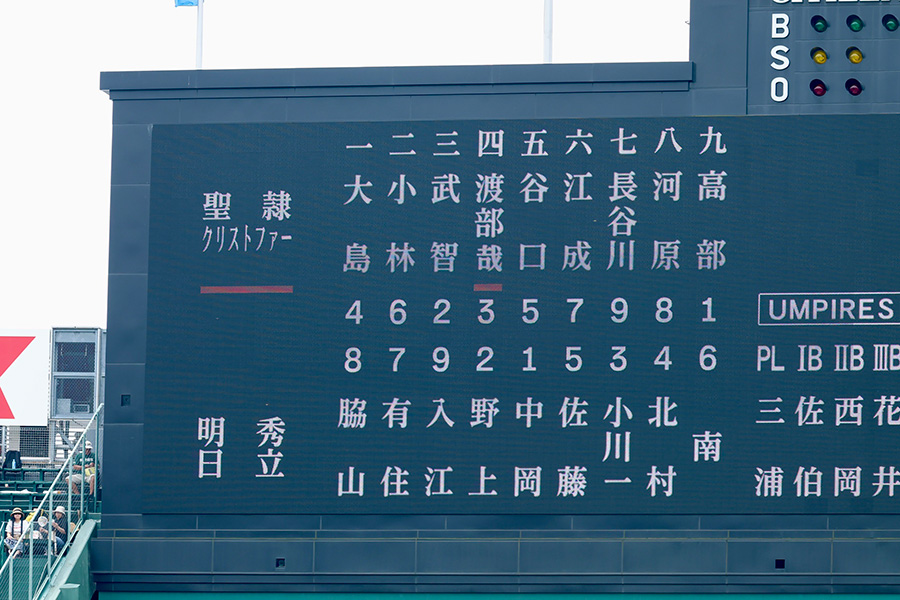 B
S
O
聖隷
クリストファー
一 二 三 四 五 六 七 八 九
大島 小林 武智 渡部哉 谷口 江成 長谷川 河原 高部
4 6 2 3 5 7 9 8 1
8 7 9 2 1 5 3 4 6
明秀
日立
脇山 有住 入江 野上 中岡 佐藤 小川一 北村 南
UMPIRES
PL ⅠB ⅡB ⅢB
三浦 佐伯 西岡 花井